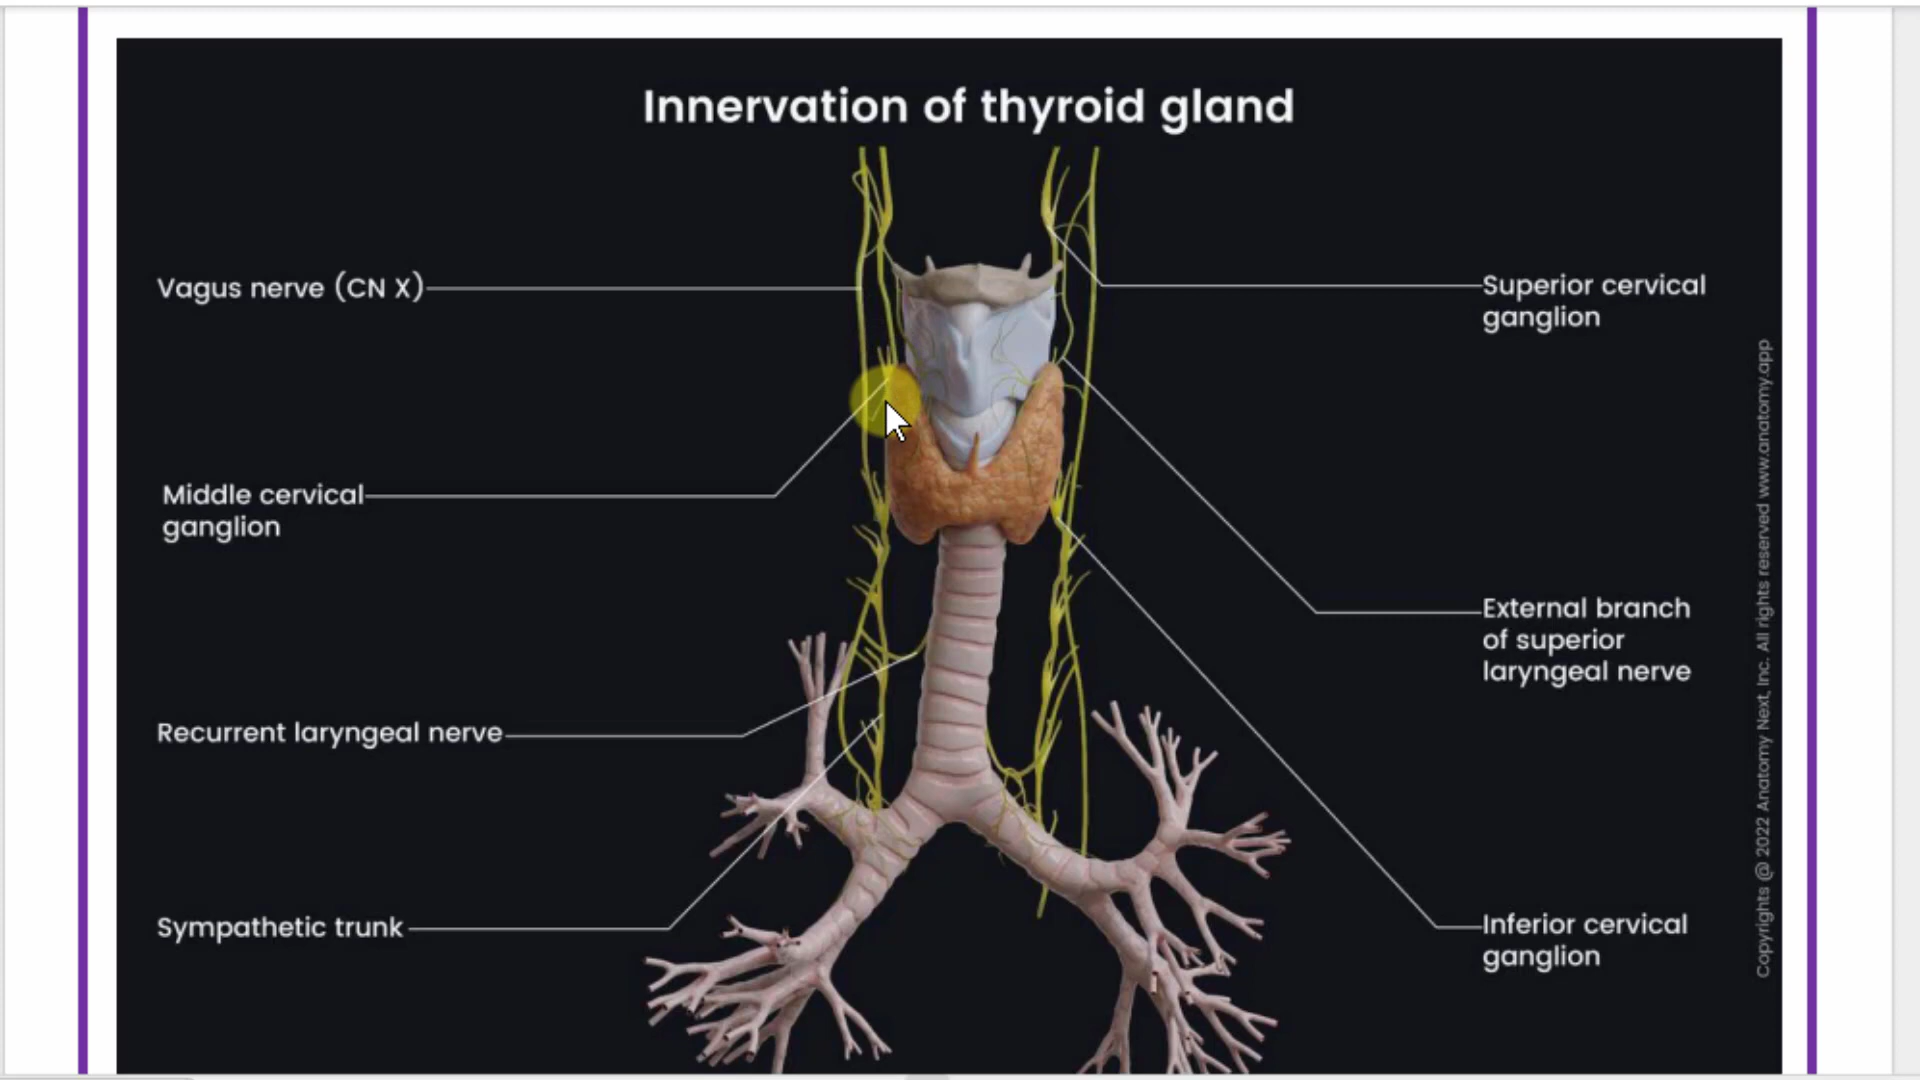 Innervation of thyroid gland
Vagus nerve (CN X)
Middle cervical
ganglion
Recurrent laryngeal nerve
Sympathetic trunk
Superior cervical
ganglion
External branch
of superior
laryngeal nerve
Inferior cervical
ganglion
Copyrights @ 2022 Anatomy Next, Inc. All rights reserved www.anatomy.app